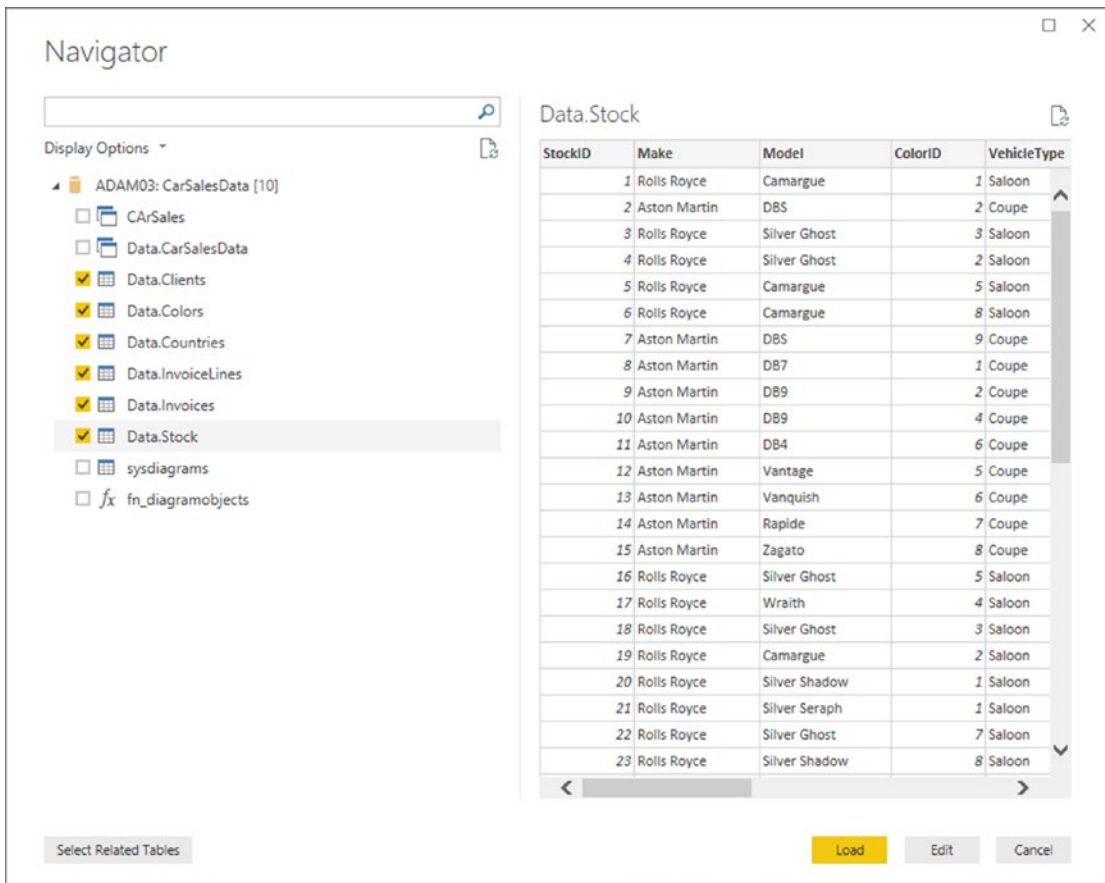 Navigator
Display Options
ADAM03: CarSalesData [10]
CArSales
Data.CarSalesData
Data.Clients
Data.Colors
Data.Countries
Data.InvoiceLines
Data.Invoices
Data.Stock
sysdiagrams
fx fn_diagramobjects
Data.Stock
StockID Make Model ColorID VehicleType
1 Rolls Royce Camargue 1 Saloon
2 Aston Martin DBS 2 Coupe
3 Rolls Royce Silver Ghost 3 Saloon
4 Rolls Royce Silver Ghost 2 Saloon
5 Rolls Royce Camargue 5 Saloon
6 Rolls Royce Camargue 8 Saloon
7 Aston Martin DBS 9 Coupe
8 Aston Martin DB7 1 Coupe
9 Aston Martin DB9 2 Coupe
10 Aston Martin DB9 4 Coupe
11 Aston Martin DB4 6 Coupe
12 Aston Martin Vantage 5 Coupe
13 Aston Martin Vanquish 6 Coupe
14 Aston Martin Rapide 7 Coupe
15 Aston Martin Zagato 8 Coupe
16 Rolls Royce Silver Ghost 5 Saloon
17 Rolls Royce Wraith 4 Saloon
18 Rolls Royce Silver Ghost 3 Saloon
19 Rolls Royce Camargue 2 Saloon
20 Rolls Royce Silver Shadow 1 Saloon
21 Rolls Royce Silver Seraph 1 Saloon
22 Rolls Royce Silver Ghost 7 Saloon
23 Rolls Royce Silver Shadow 8 Saloon
Select Related Tables
Load Edit Cancel